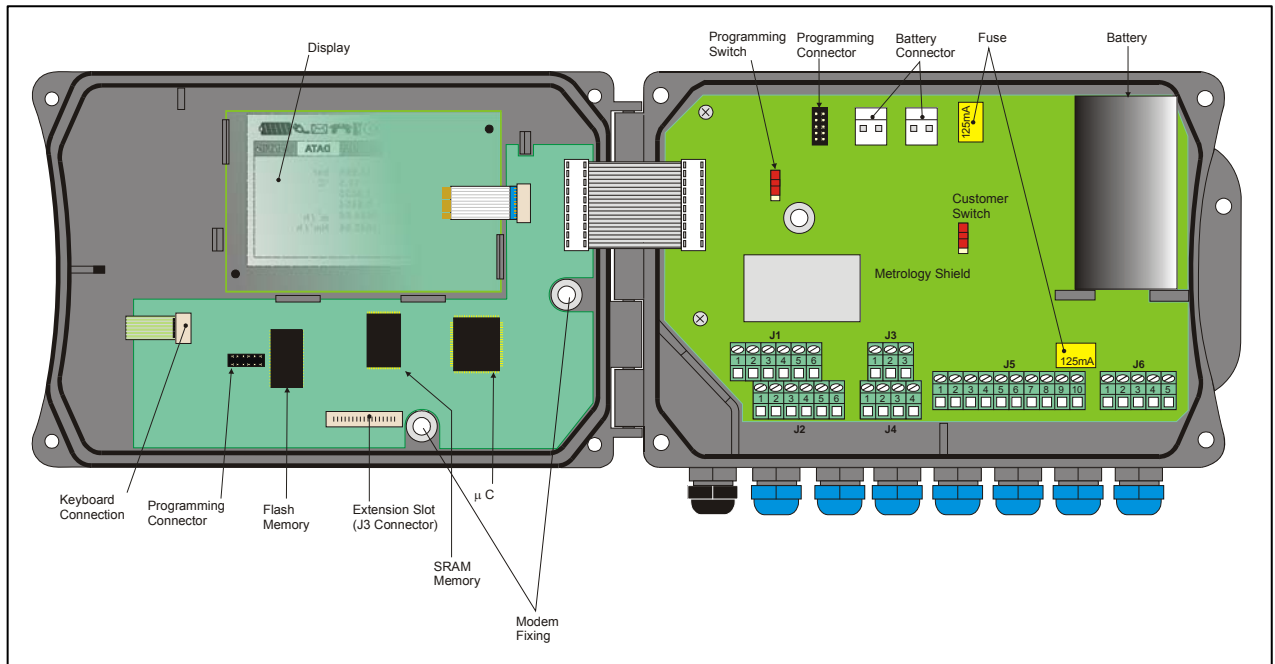 Display
Programming
Switch
Programming
Connector
Battery
Connector
Fuse
Battery
125mA
DATA
Customer
Switch
Metrology Shield
J1
1 2 3 4 5 6
J3
1 2 3
125mA
J5
1 2 3 4 5 6 7 8 9 10
J6
1 2 3 4 5
1 2 3 4 5 6
J2
1 2 3 4
J4
Keyboard
Connection
Programming
Connector
Flash
Memory
Extension Slot
(J3 Connector)
μ C
SRAM
Memory
Modem
Fixing